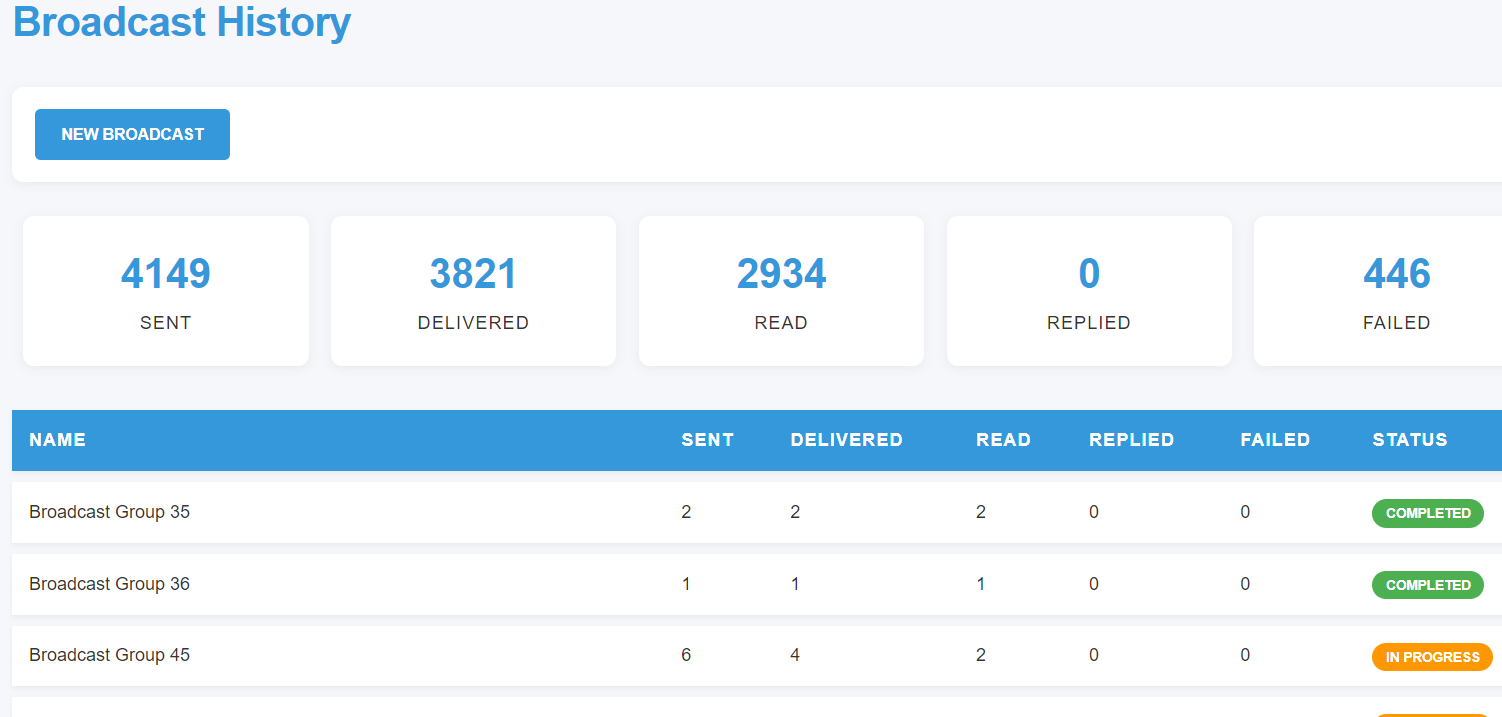 Broadcast History
NEW BROADCAST
4149 3821 2934 0 446
SENT DELIVERED READ REPLIED FAILED
NAME SENT DELIVERED READ REPLIED FAILED STATUS
Broadcast Group 35 2 2 2 0 0 COMPLETED
Broadcast Group 36 1 1 1 0 0 COMPLETED
Broadcast Group 45 6 4 2 0 0 IN PROGRESS